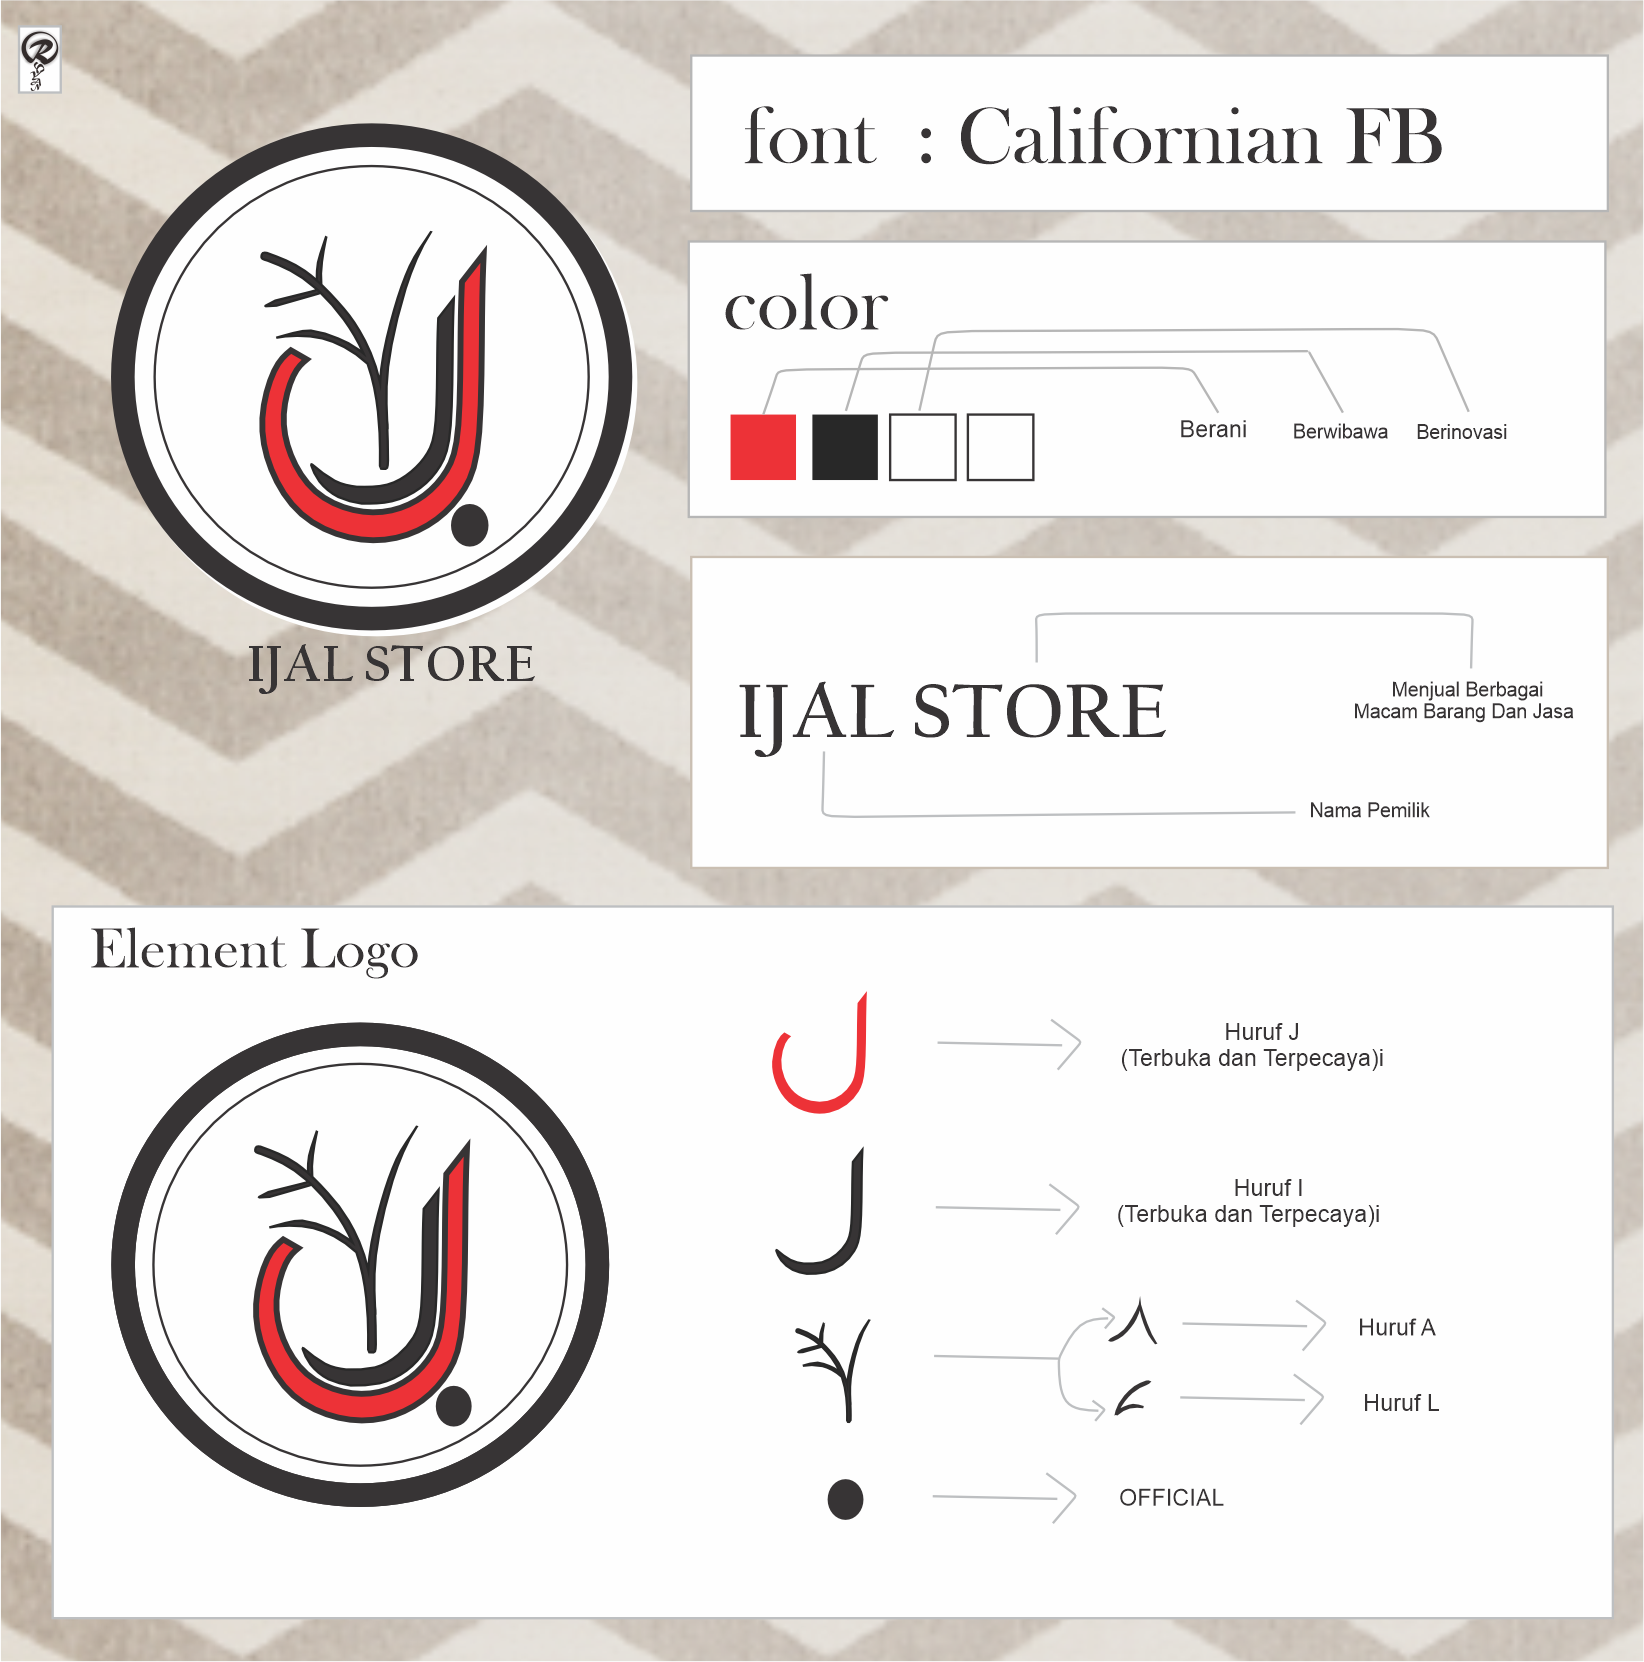 R
IJAL STORE
font : Californian FB
color
Berani
Berwibawa
Berinovasi
IJAL STORE
Menjual Berbagai
Macam Barang Dan Jasa
Nama Pemilik
Element Logo
Huruf J
(Terbuka dan Terpecaya)i
Huruf I
(Terbuka dan Terpecaya)i
Huruf A
Huruf L
OFFICIAL